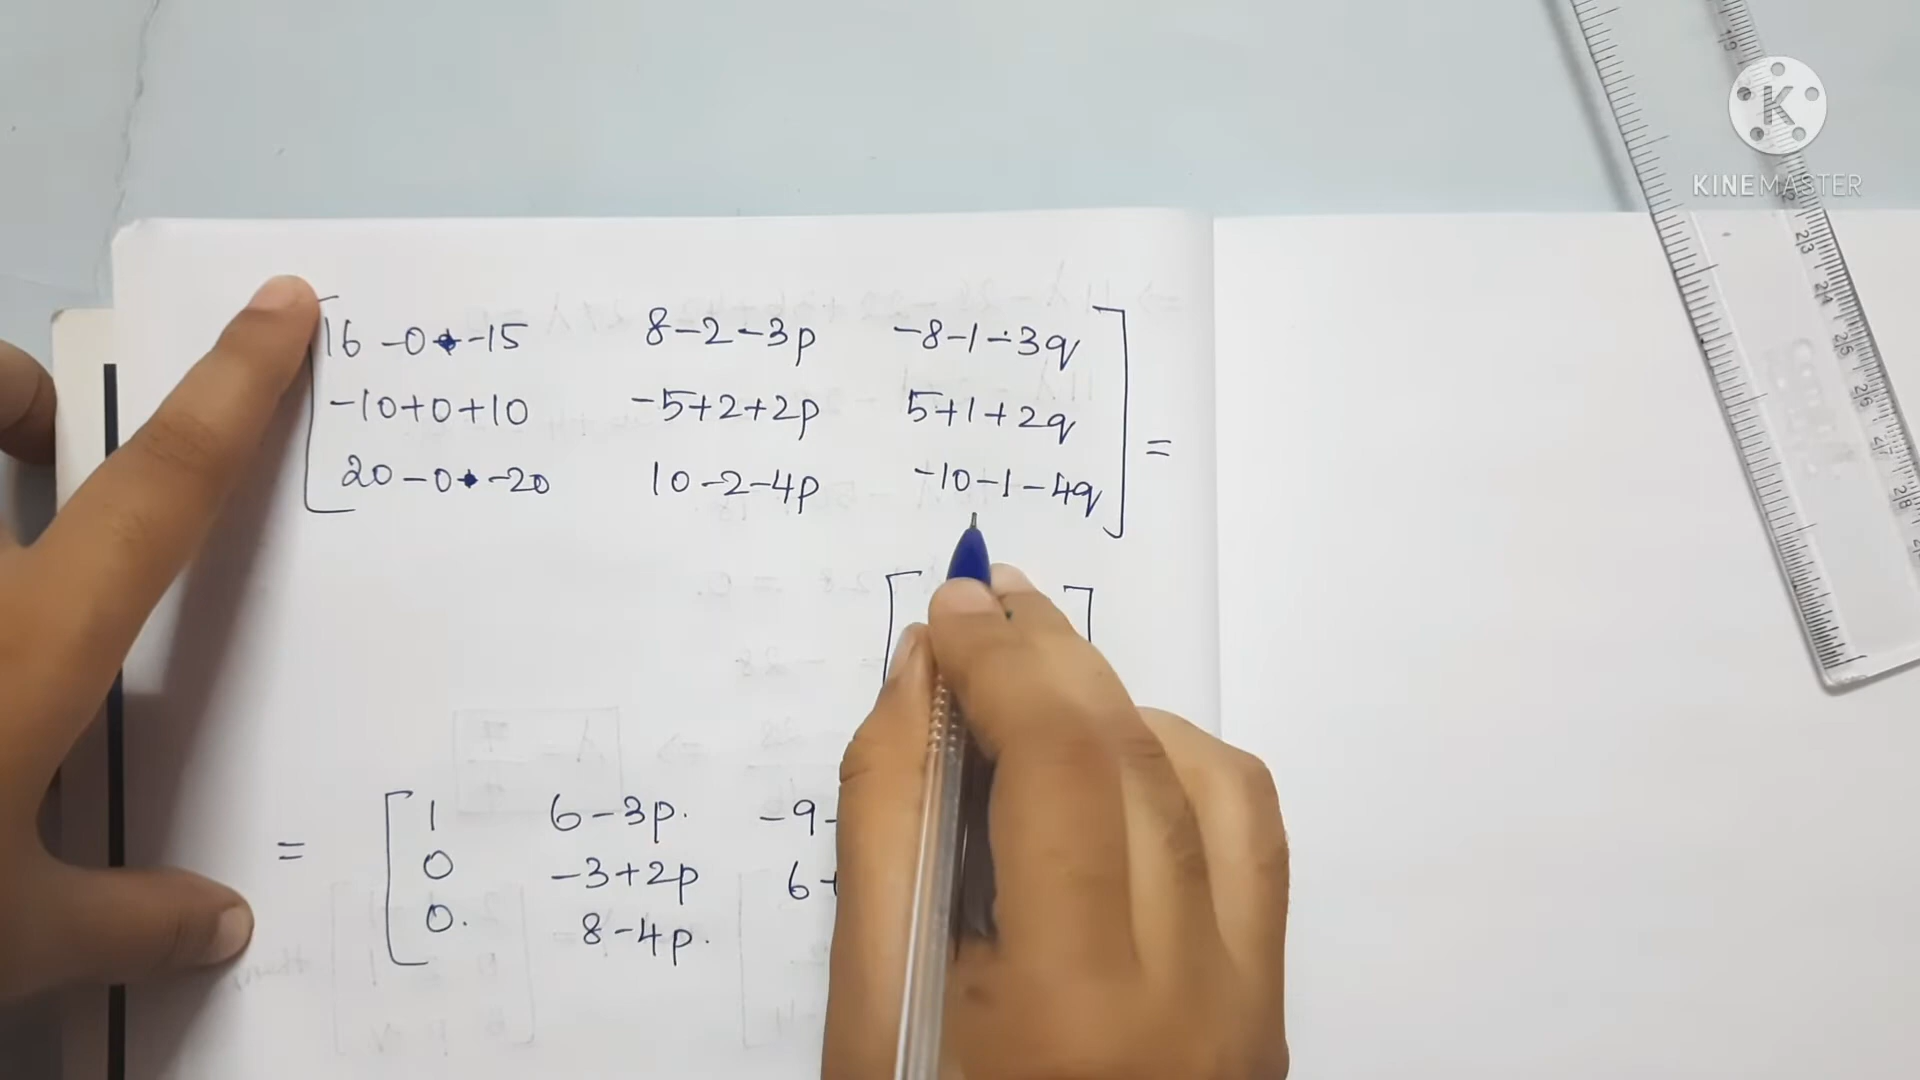 KINEMASTER
16 -0 -15 8-2-3p -8-1-3q
-10+0+10 -5+2+2p 5+1+2q =
20-0 -20 10-2-4p -10-1-4q
1 6-3p. -9-
= 0 -3+2p 6+
0. 8-4p.